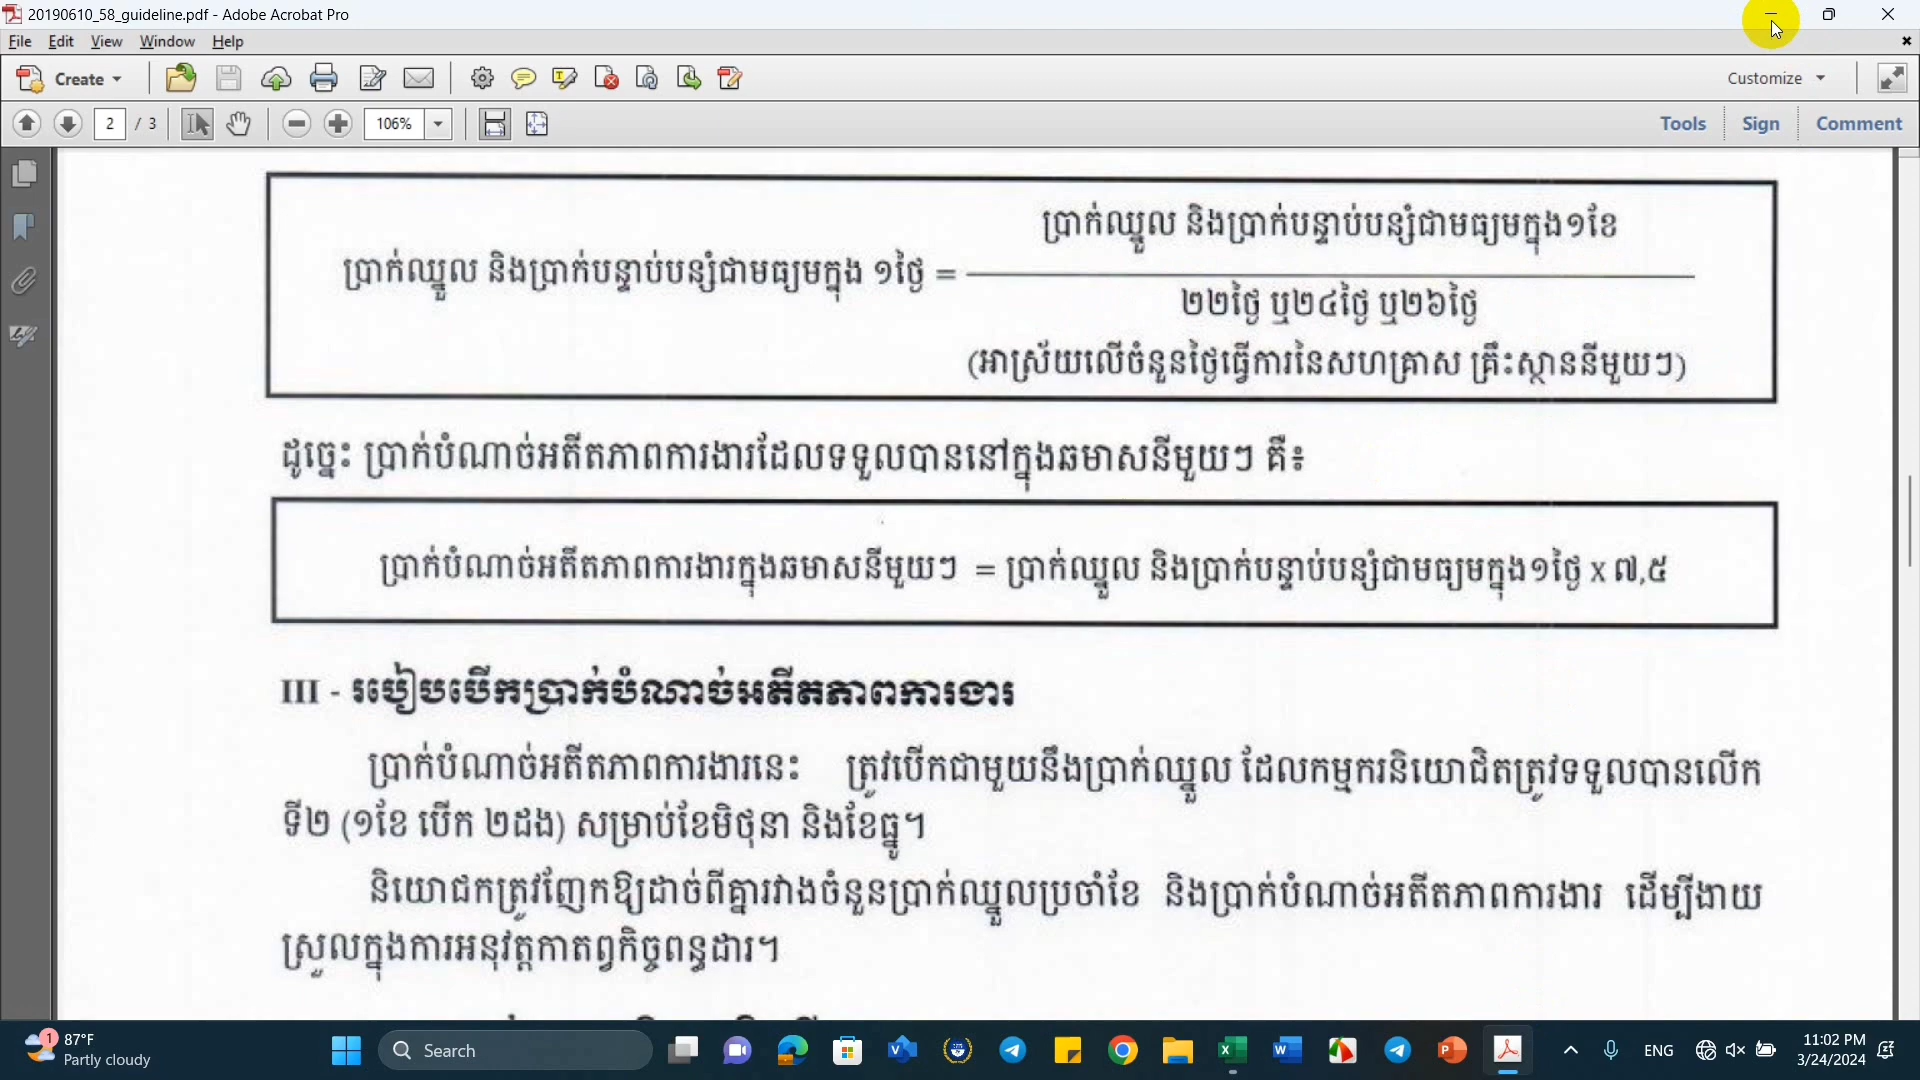 20190610_58_guideline.pdf - Adobe Acrobat Pro
File Edit View Window Help
Create
Customize
2 / 3
106%
Tools Sign Comment
ប្រាក់ឈ្នួល និងប្រាក់បន្ទាប់បន្សំជាមធ្យមក្នុង១ខែ
ប្រាក់ឈ្នួល និងប្រាក់បន្ទាប់បន្សំជាមធ្យមក្នុង ១ថ្ងៃ =
២២ថ្ងៃ ឬ២៤ថ្ងៃ ឬ២៦ថ្ងៃ
(អាស្រ័យលើចំនួនថ្ងៃធ្វើការនៃសហគ្រាស គ្រឹះស្ថាននីមួយៗ)
ដូច្នេះ ប្រាក់បំណាច់អតីតភាពការងារដែលទទួលបាននៅក្នុងឆមាសនីមួយៗ គឺ៖
ប្រាក់បំណាច់អតីតភាពការងារក្នុងឆមាសនីមួយៗ = ប្រាក់ឈ្នួល និងប្រាក់បន្ទាប់បន្សំជាមធ្យមក្នុង១ថ្ងៃ x ៧,៥
III - របៀបបើកប្រាក់បំណាច់អតីតភាពការងារ
ប្រាក់បំណាច់អតីតភាពការងារនេះ ត្រូវបើកជាមួយនឹងប្រាក់ឈ្នួល ដែលកម្មករនិយោជិតត្រូវទទួលបានលើក
ទី២ (១ខែ បើក ២ដង) សម្រាប់ខែមិថុនា និងខែធ្នូ។
និយោជកត្រូវញែកឱ្យដាច់ពីគ្នារវាងចំនួនប្រាក់ឈ្នួលប្រចាំខែ និងប្រាក់បំណាច់អតីតភាពការងារ ដើម្បីងាយ
ស្រួលក្នុងការអនុវត្តកាតព្វកិច្ចពន្ធដារ។
1
87°F
Partly cloudy
Search
ENG
11:02 PM
3/24/2024